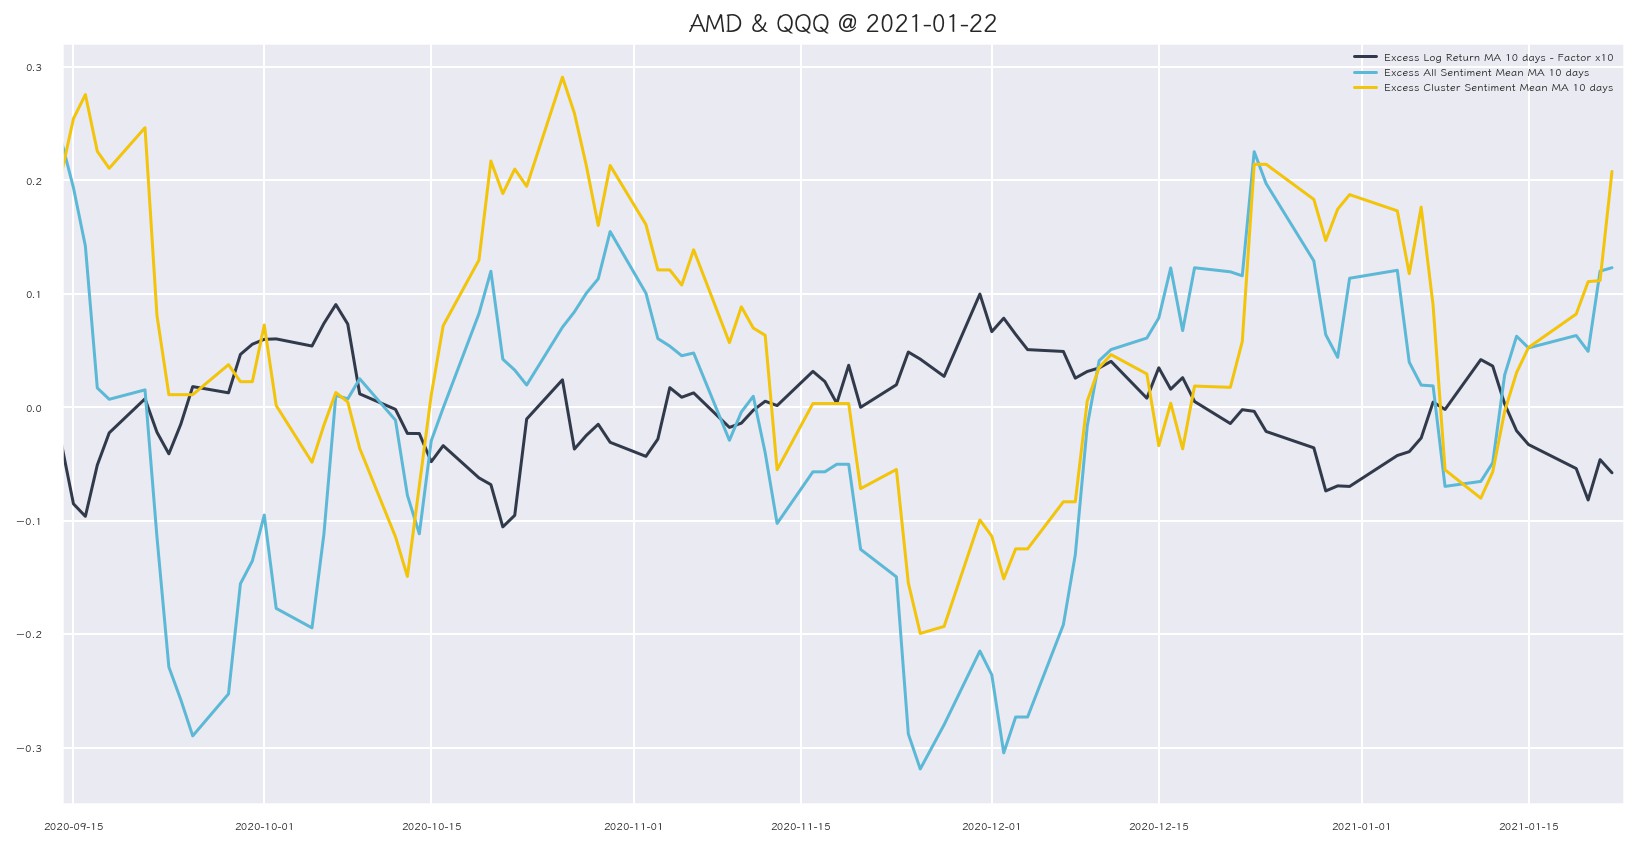 AMD & QQQ @ 2021-01-22
Excess Log Return MA 10 days - Factor x10
Excess All Sentiment Mean MA 10 days
Excess Cluster Sentiment Mean MA 10 days
0.3
0.2
0.1
0.0
−0.1
−0.2
−0.3
2020-09-15 2020-10-01 2020-10-15 2020-11-01 2020-11-15 2020-12-01 2020-12-15 2021-01-01 2021-01-15